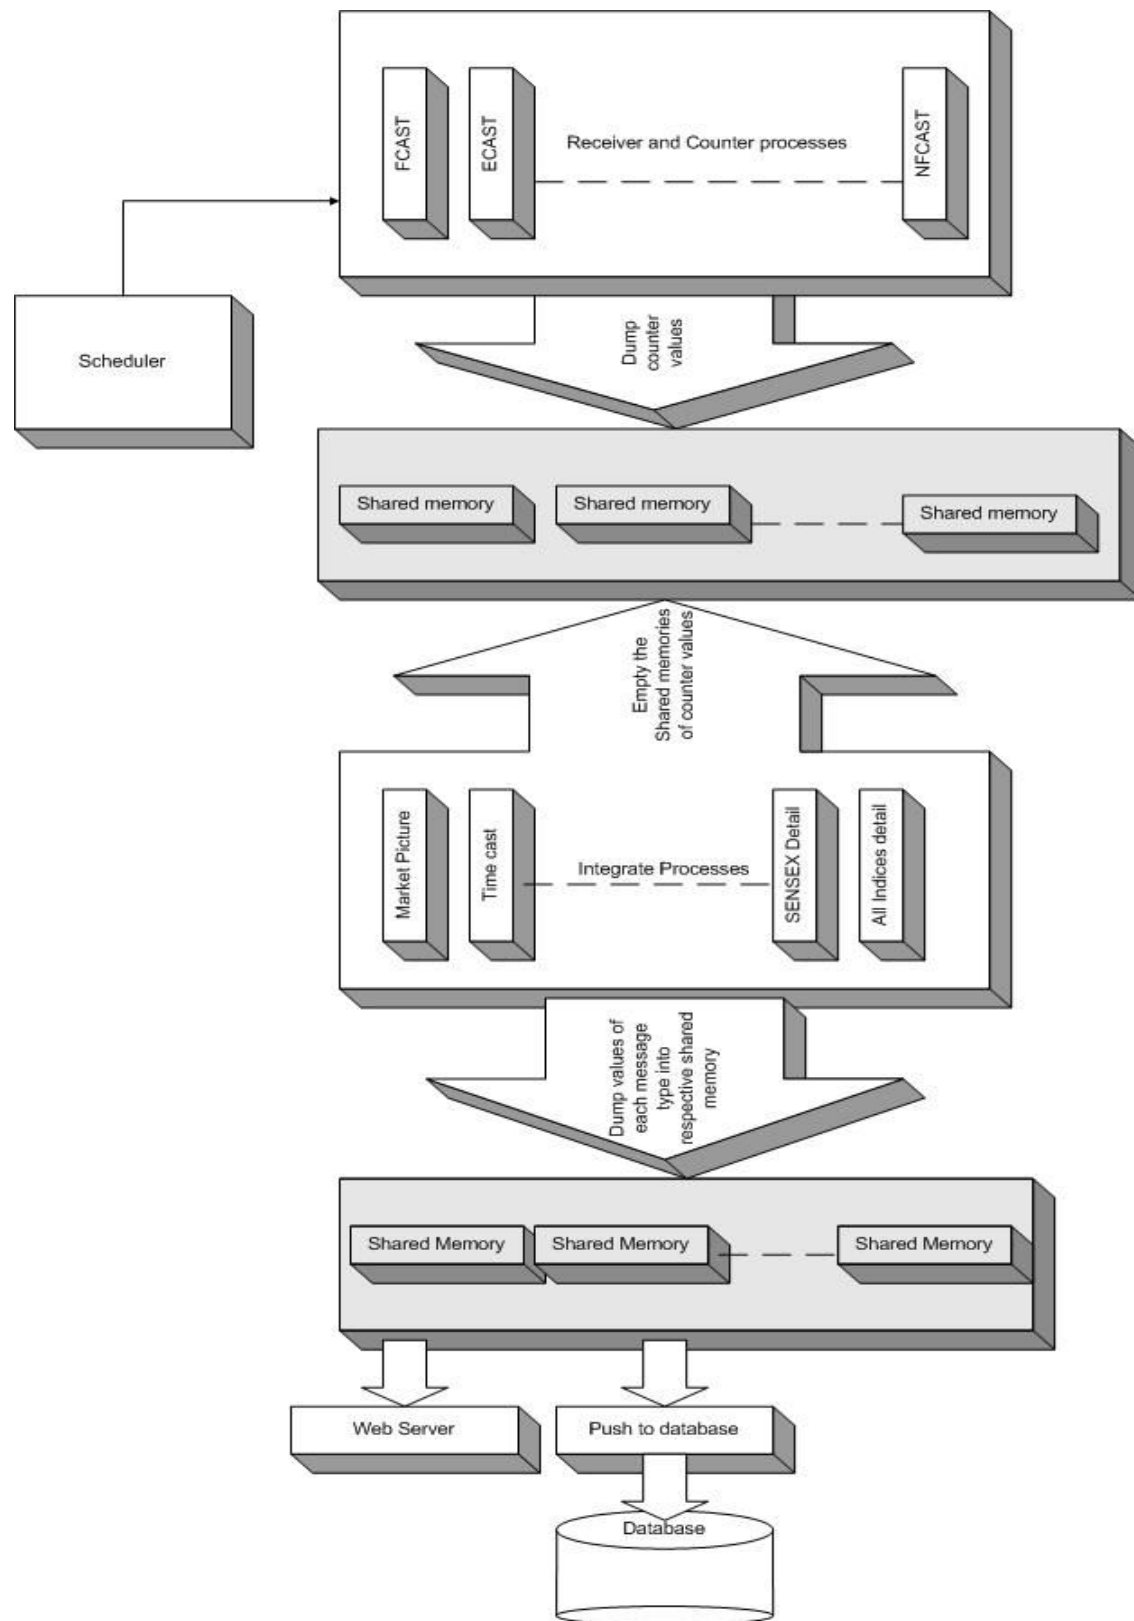 FCAST
ECAST
Receiver and Counter processes
NFCAST
Scheduler
Dump
counter
values
Shared memory
Shared memory
Shared memory
Empty the
Shared memories
of counter values
Market Picture
Time cast
Integrate Processes
SENSEX Detail
All Indices detail
Dump values of
each message
type into
respective shared
memory
Shared Memory
Shared Memory
Shared Memory
Web Server
Push to database
Database